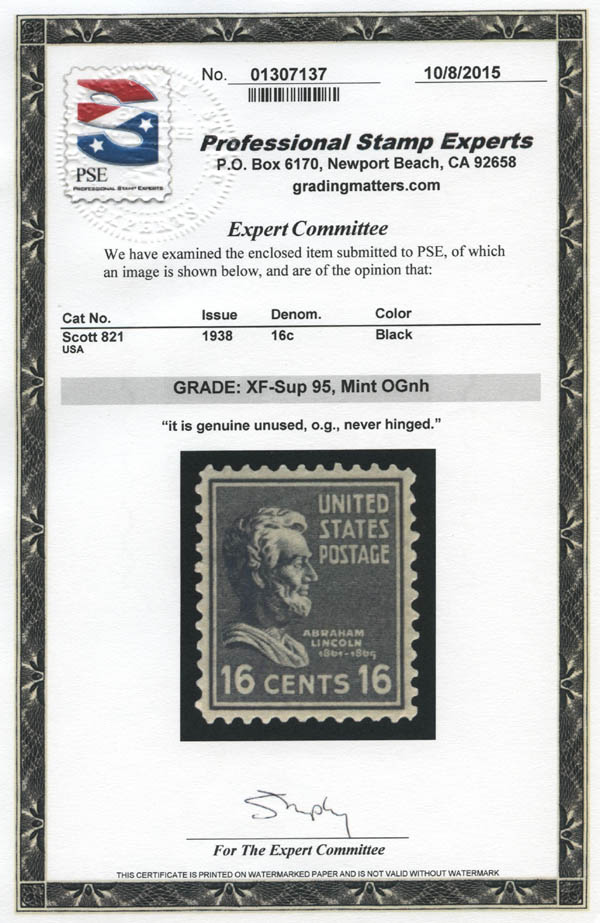 No. 01307137 10/8/2015
PSE
PROFESSIONAL STAMP EXPERTS
Professional Stamp Experts
P.O. Box 6170, Newport Beach, CA 92658
gradingmatters.com
Expert Committee
We have examined the enclosed item submitted to PSE, of which
an image is shown below, and are of the opinion that:
Cat No. Issue Denom. Color
Scott 821 1938 16c Black
USA
GRADE: XF-Sup 95, Mint OGnh
“it is genuine unused, o.g., never hinged.”
UNITED
STATES
POSTAGE
ABRAHAM
LINCOLN
1861-1865
16 CENTS 16
For The Expert Committee
THIS CERTIFICATE IS PRINTED ON WATERMARKED PAPER AND IS NOT VALID WITHOUT WATERMARK